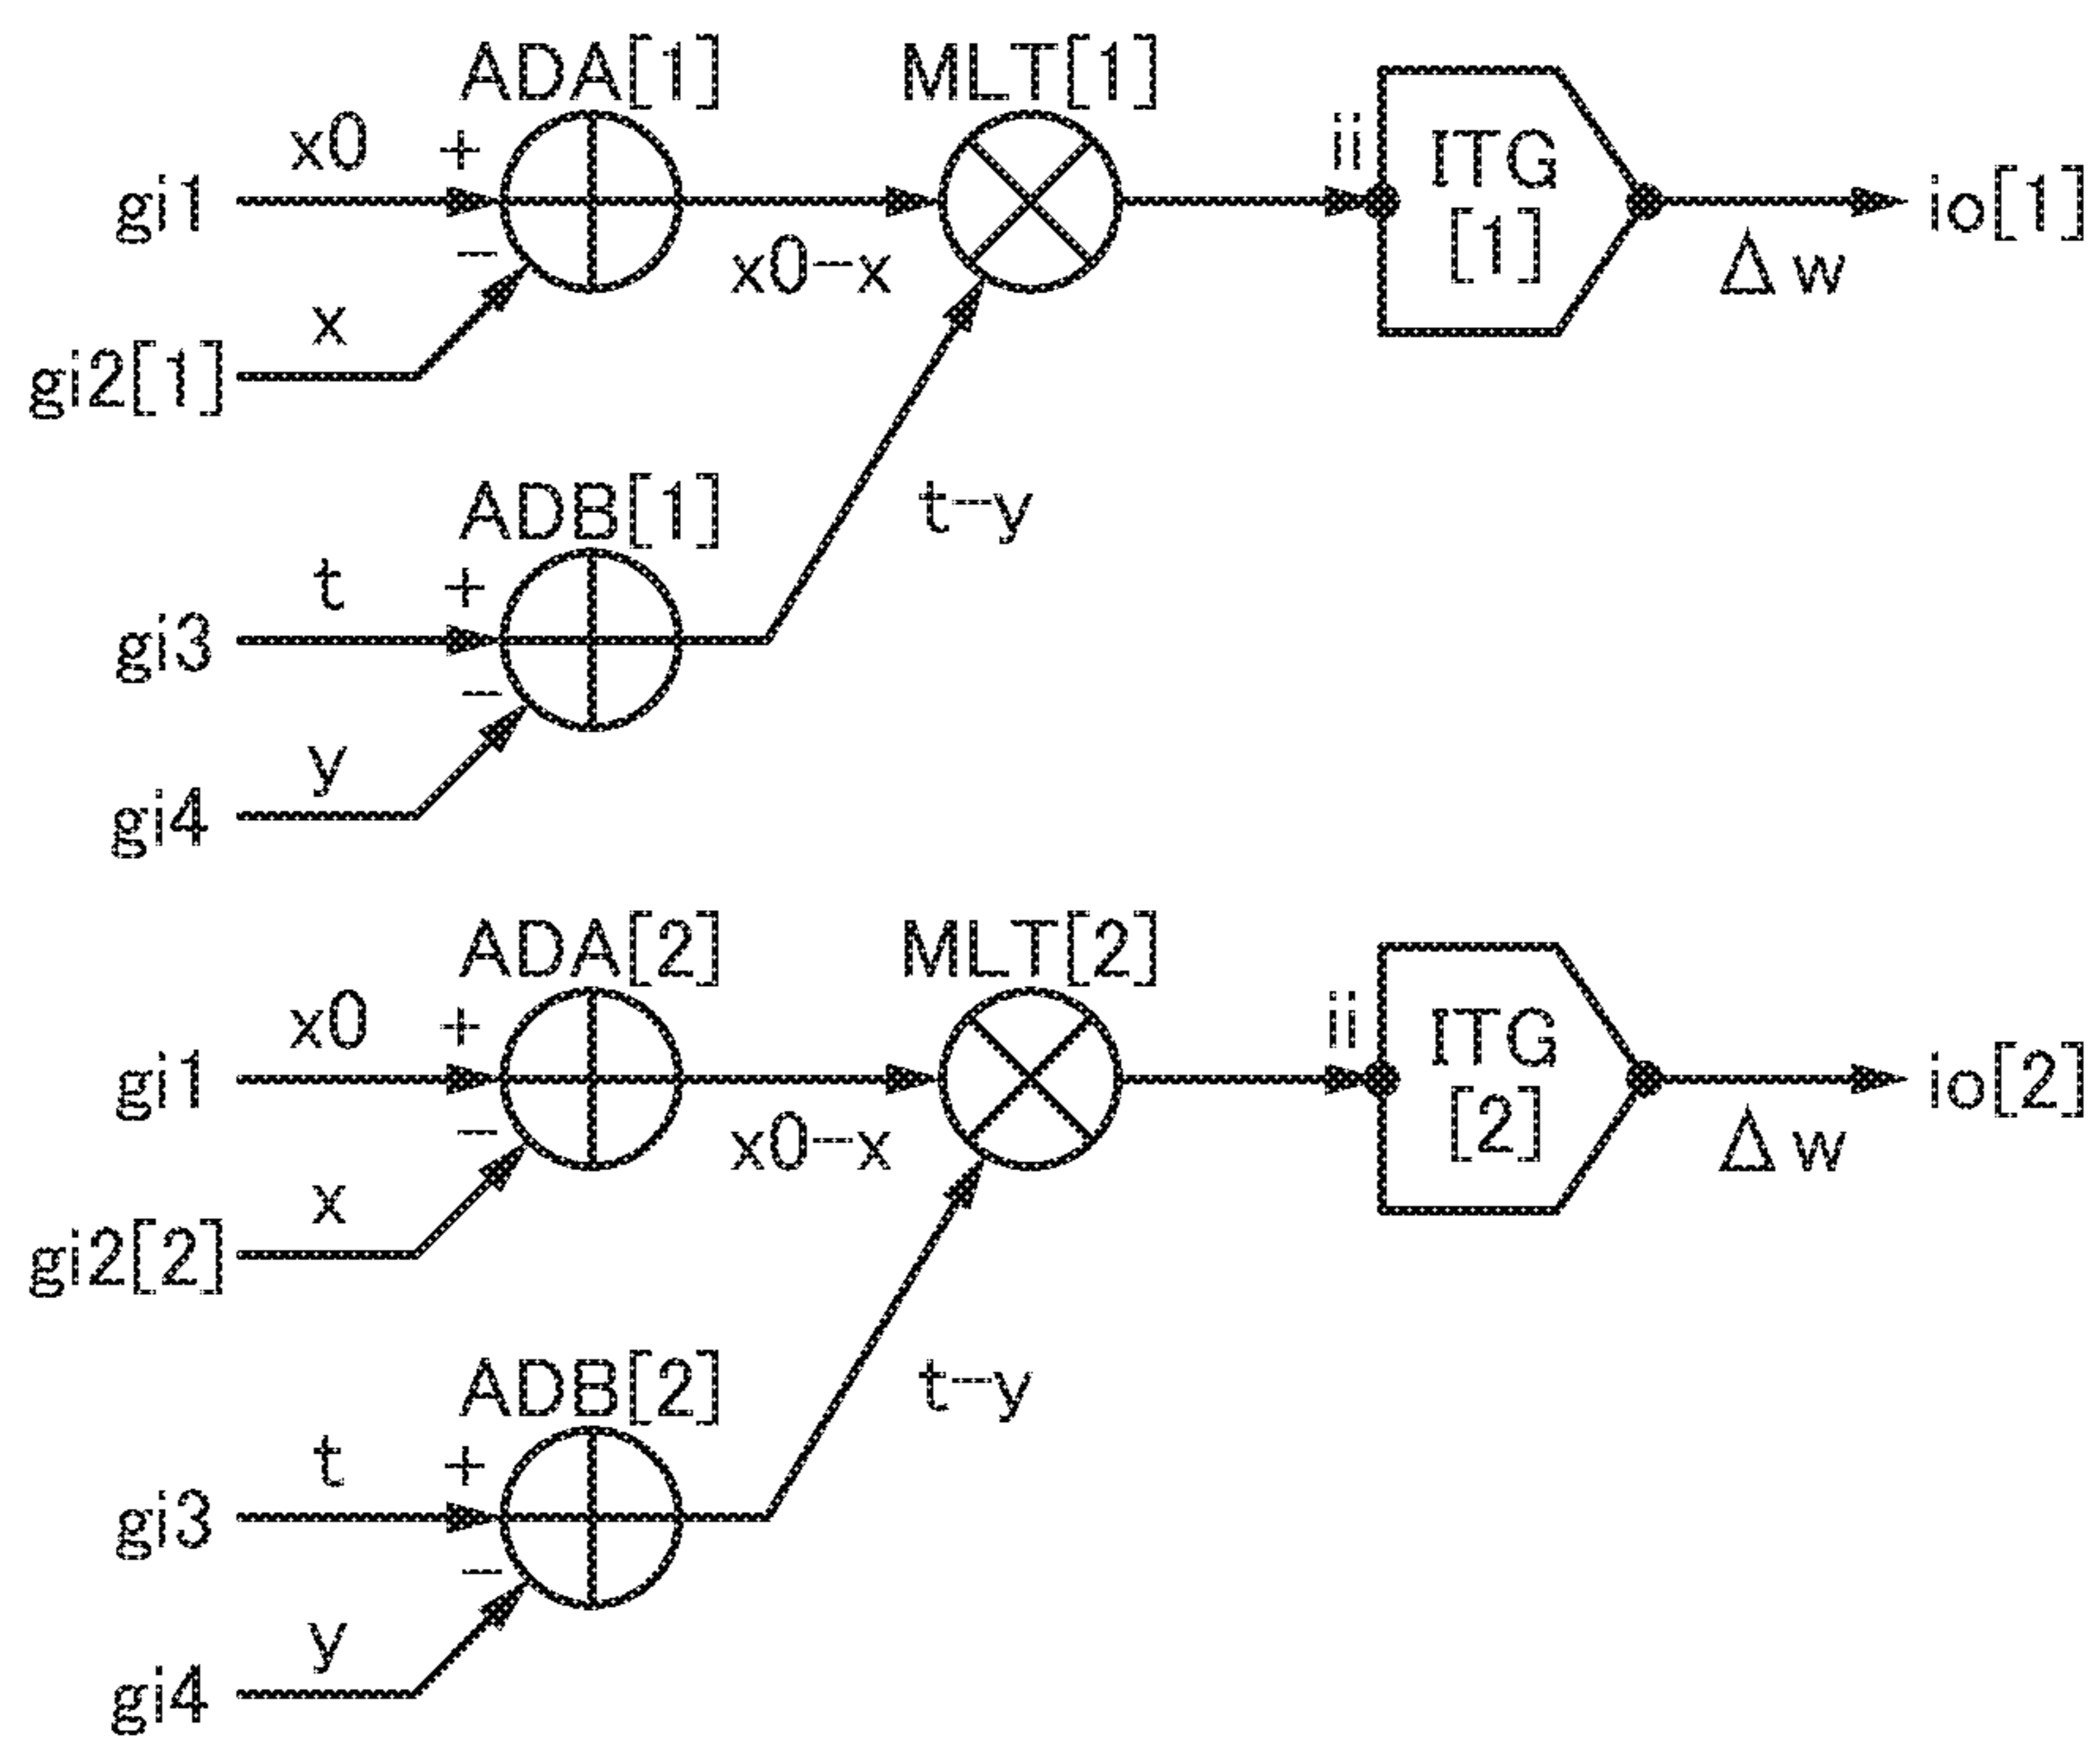 ADA[1] MLT[1]
x0 + ii ITG
gi1 [1] io[1]
- x0-x Δw
x
gi2[1]
ADB[1] t-y
t +
gi3
-
y
gi4
ADA[2] MLT[2]
x0 + ii ITG
gi1 [2] io[2]
- x0-x Δw
x
gi2[2]
ADB[2] t-y
t +
gi3
-
y
gi4